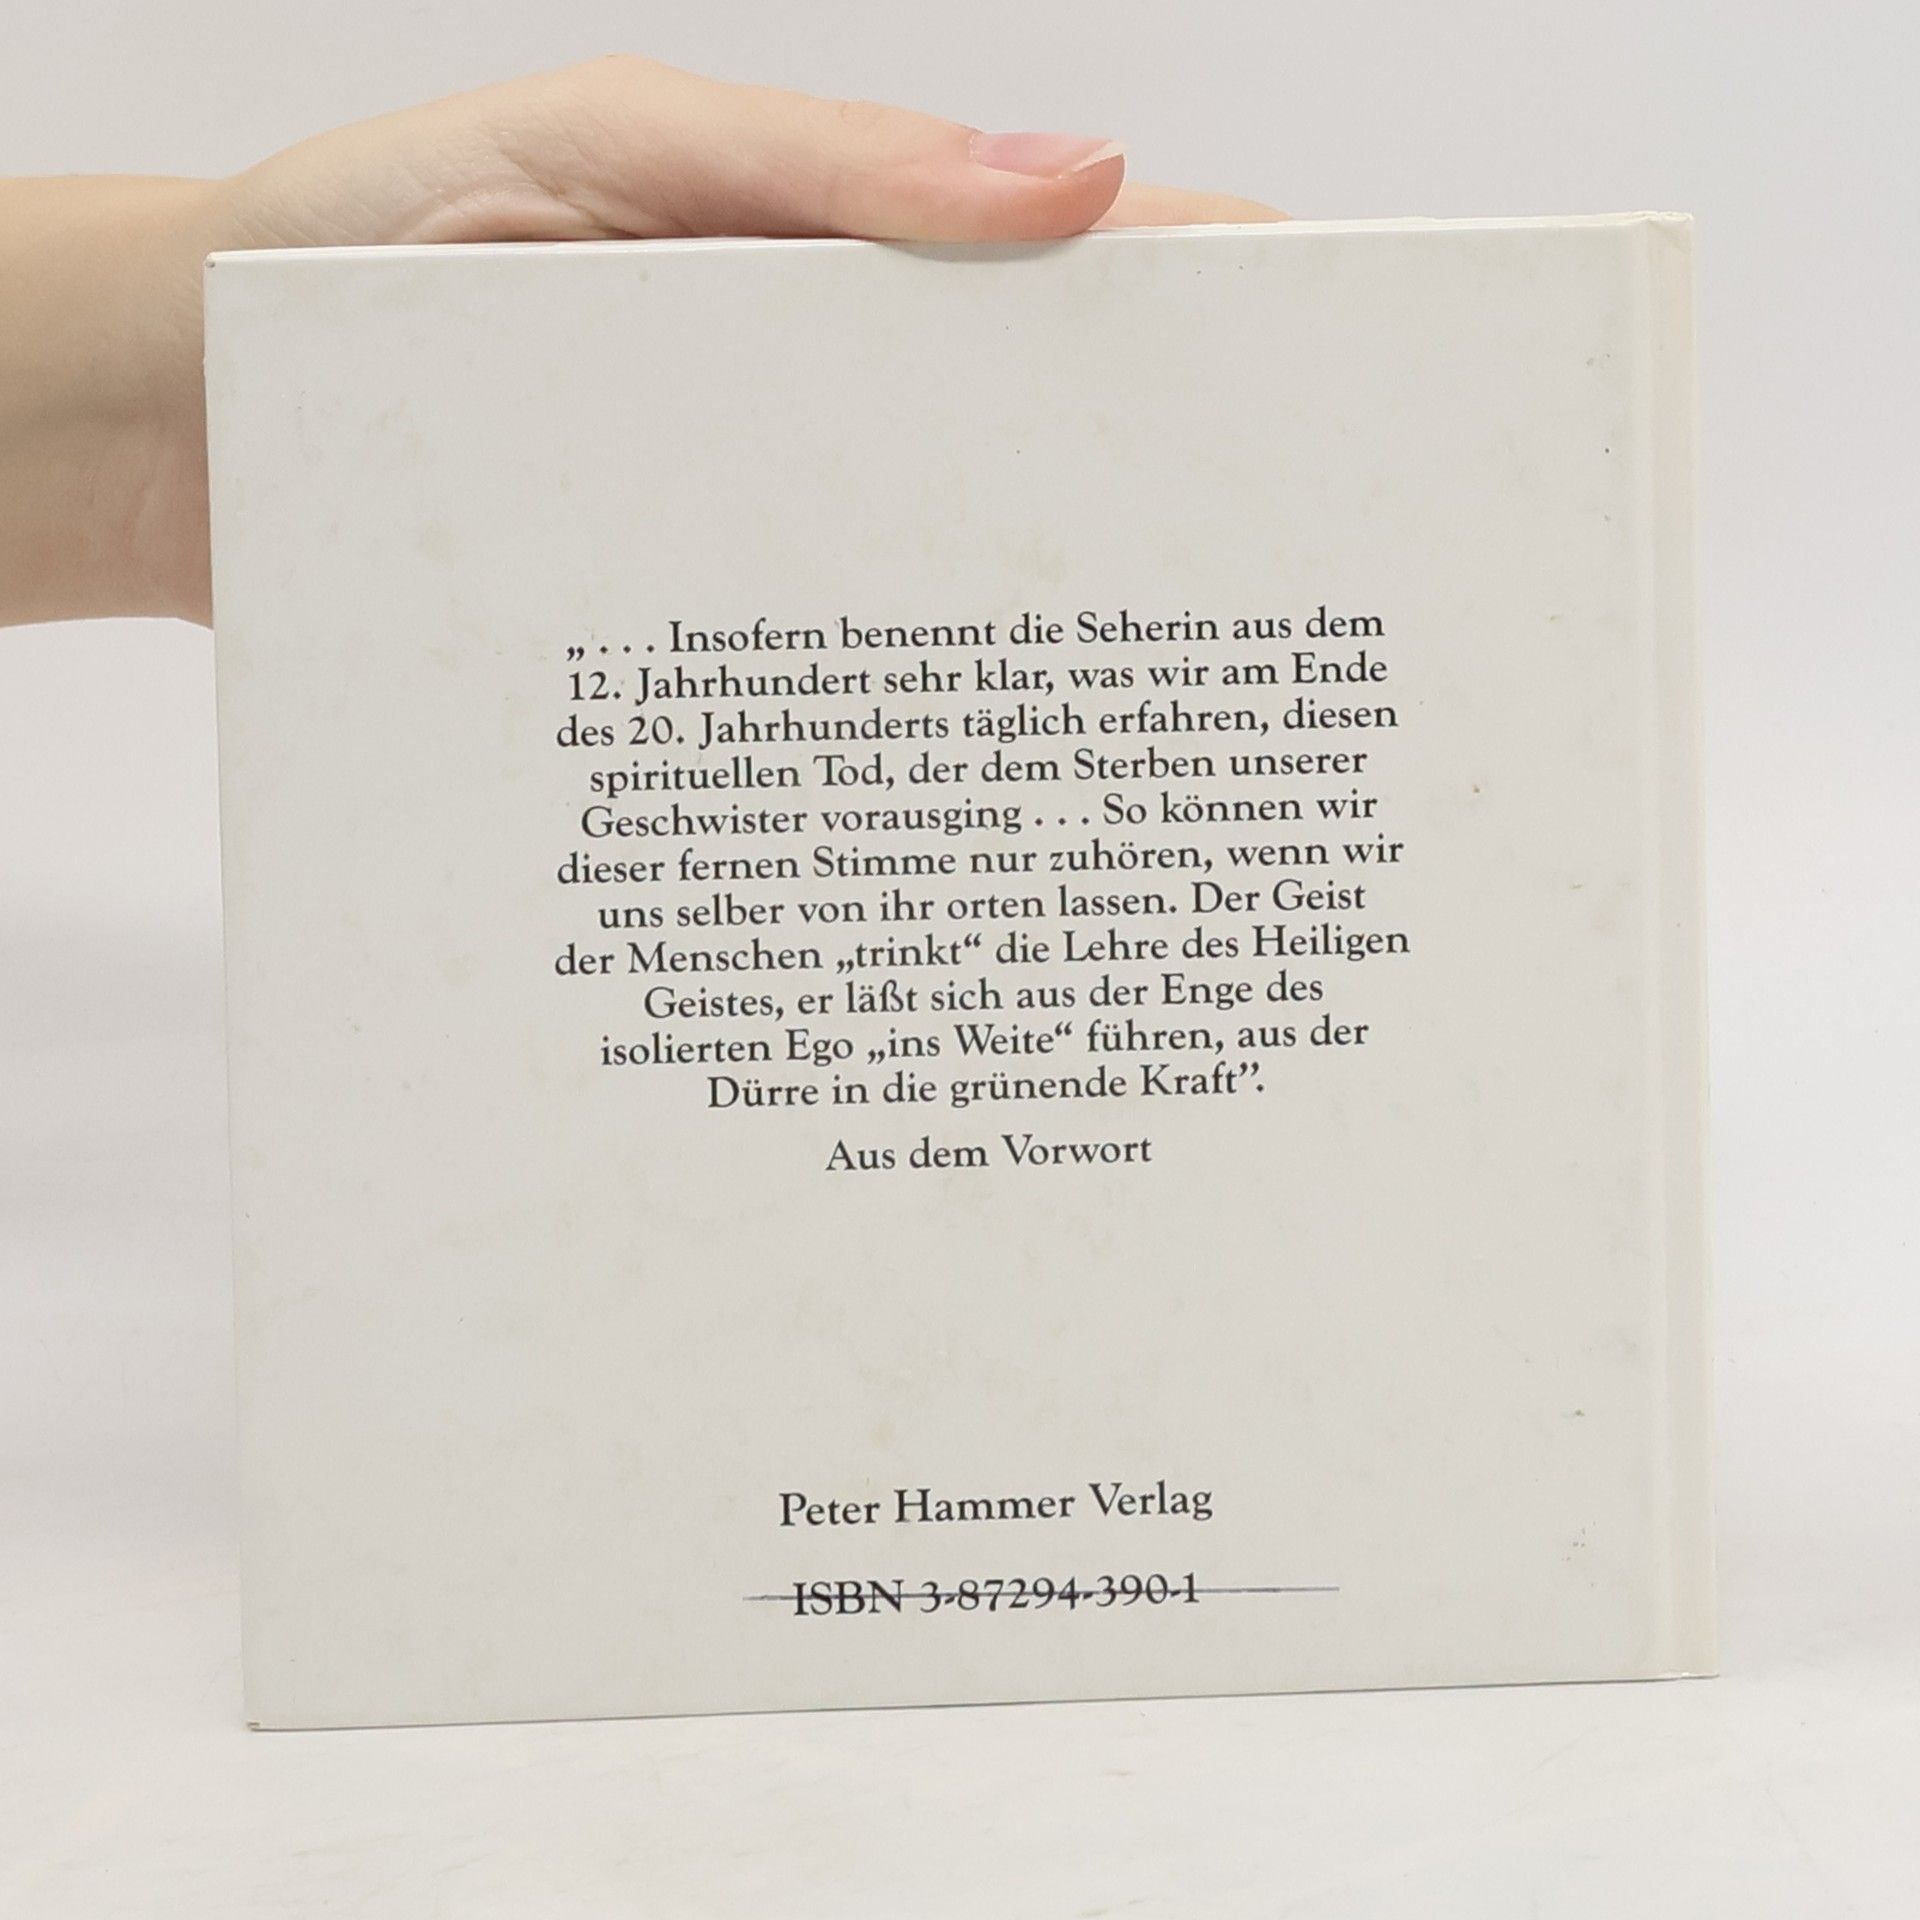 „ . . . Insofern benennt die Seherin aus dem
12. Jahrhundert sehr klar, was wir am Ende
des 20. Jahrhunderts täglich erfahren, diesen
spirituellen Tod, der dem Sterben unserer
Geschwister vorausging . . . So können wir
dieser fernen Stimme nur zuhören, wenn wir
uns selber von ihr orten lassen. Der Geist
der Menschen „trinkt“ die Lehre des Heiligen
Geistes, er läßt sich aus der Enge des
isolierten Ego „ins Weite“ führen, aus der
Dürre in die grünende Kraft”.
Aus dem Vorwort
Peter Hammer Verlag
ISBN 3-87294-390-1